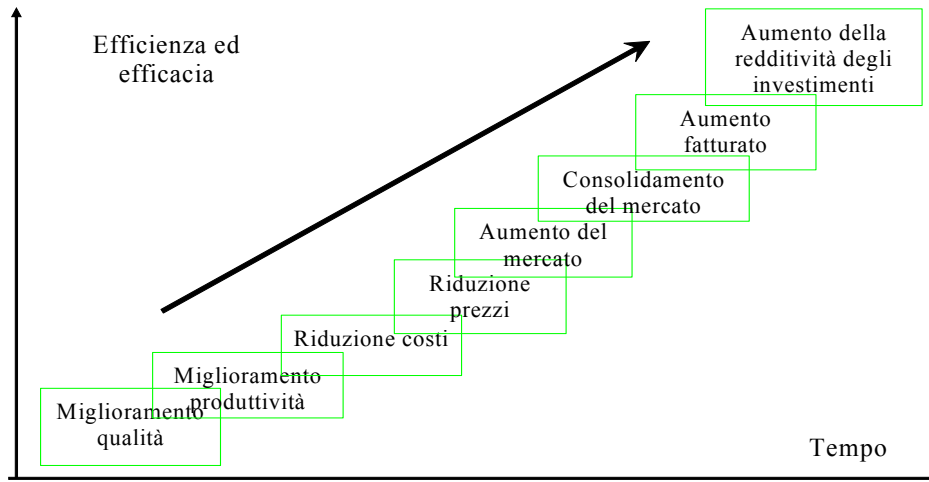 Efficienza ed
efficacia
Aumento della
redditività degli
investimenti
Aumento
fatturato
Consolidamento
del mercato
Aumento del
mercato
Riduzione
prezzi
Riduzione costi
Miglioramento
produttività
Miglioramento
qualità
Tempo